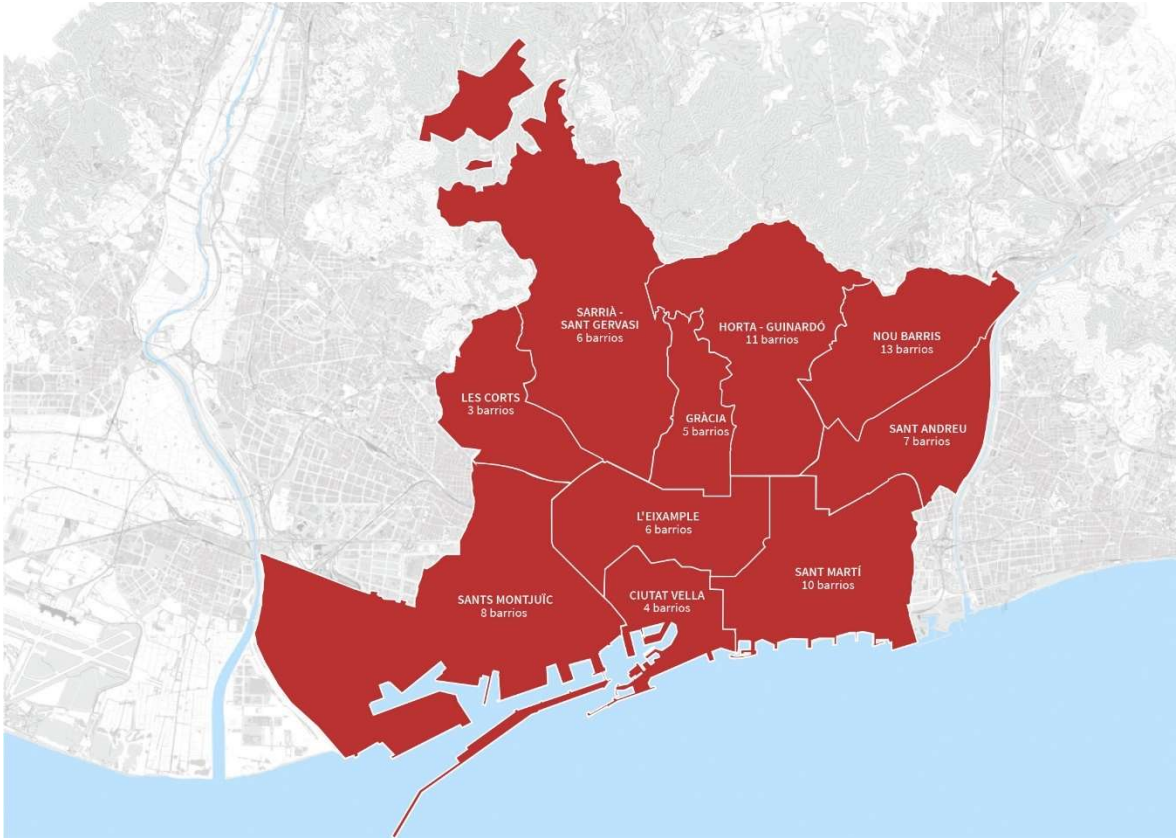 SARRIÀ -
SANT GERVASI
6 barrios
HORTA - GUINARDÓ
11 barrios
NOU BARRIS
13 barrios
LES CORTS
3 barrios
GRÀCIA
5 barrios
SANT ANDREU
7 barrios
L'EIXAMPLE
6 barrios
SANT MARTÍ
10 barrios
SANTS MONTJUÏC
8 barrios
CIUTAT VELLA
4 barrios